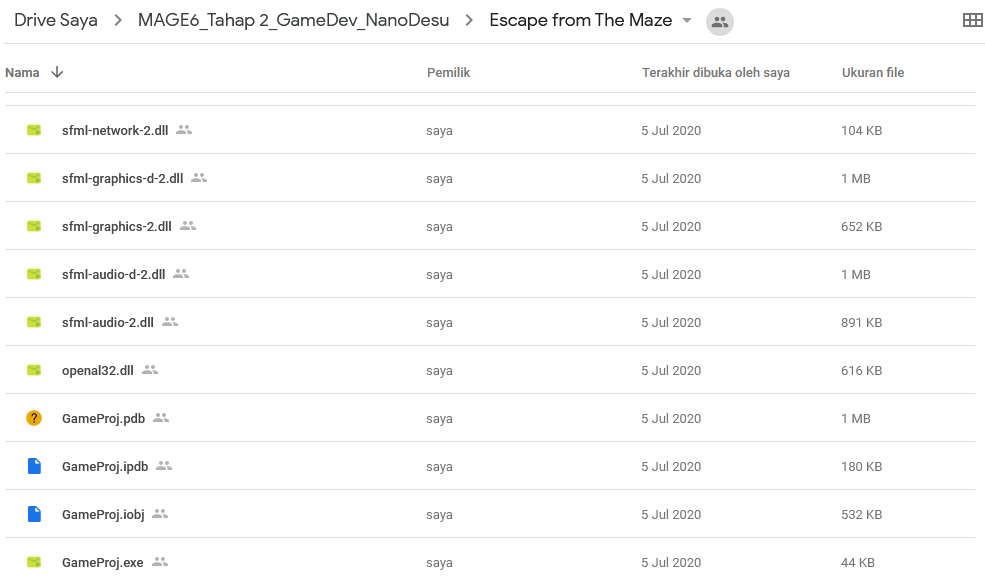 Drive Saya > MAGE6_Tahap 2_GameDev_NanoDesu > Escape from The Maze
Nama Pemilik Terakhir dibuka oleh saya Ukuran file
sfml-network-2.dll saya 5 Jul 2020 104 KB
sfml-graphics-d-2.dll saya 5 Jul 2020 1 MB
sfml-graphics-2.dll saya 5 Jul 2020 652 KB
sfml-audio-d-2.dll saya 5 Jul 2020 1 MB
sfml-audio-2.dll saya 5 Jul 2020 891 KB
openal32.dll saya 5 Jul 2020 616 KB
GameProj.pdb saya 5 Jul 2020 1 MB
GameProj.ipdb saya 5 Jul 2020 180 KB
GameProj.iobj saya 5 Jul 2020 532 KB
GameProj.exe saya 5 Jul 2020 44 KB